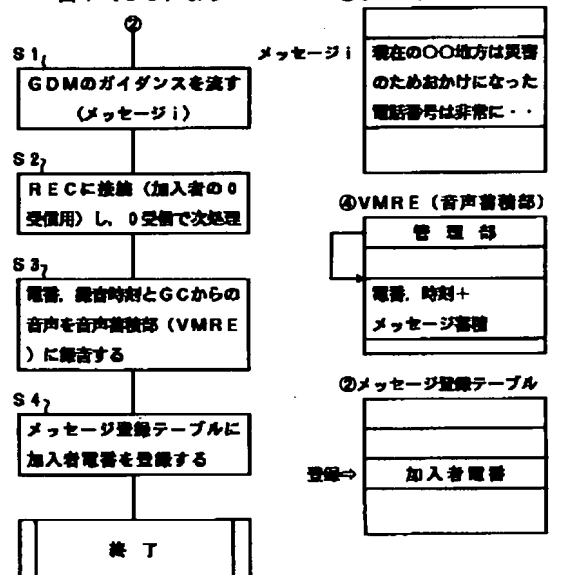 ②
S1
GDMのガイダンスを流す
(メッセージi)
S2
RECに接続(加入者の0
受信用)し、0受信で次処理
S3
電番,録音時刻とGCからの
音声を音声蓄積部(VMRE
)に録音する
S4
メッセージ登録テーブルに
加入者電番を登録する
終了
メッセージi
現在の〇〇地方は災害
のためおかけになった
電話番号は非常に・・
④VMRE(音声蓄積部)
管理部
電番,時刻+
メッセージ蓄積
②メッセージ登録テーブル
登録⇒
加入者電番